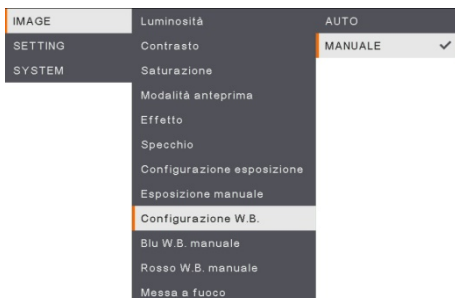 IMAGE
SETTING
SYSTEM
Luminosità
Contrasto
Saturazione
Modalità anteprima
Effetto
Specchio
Configurazione esposizione
Esposizione manuale
Configurazione W.B.
Blu W.B. manuale
Rosso W.B. manuale
Messa a fuoco
AUTO
MANUALE